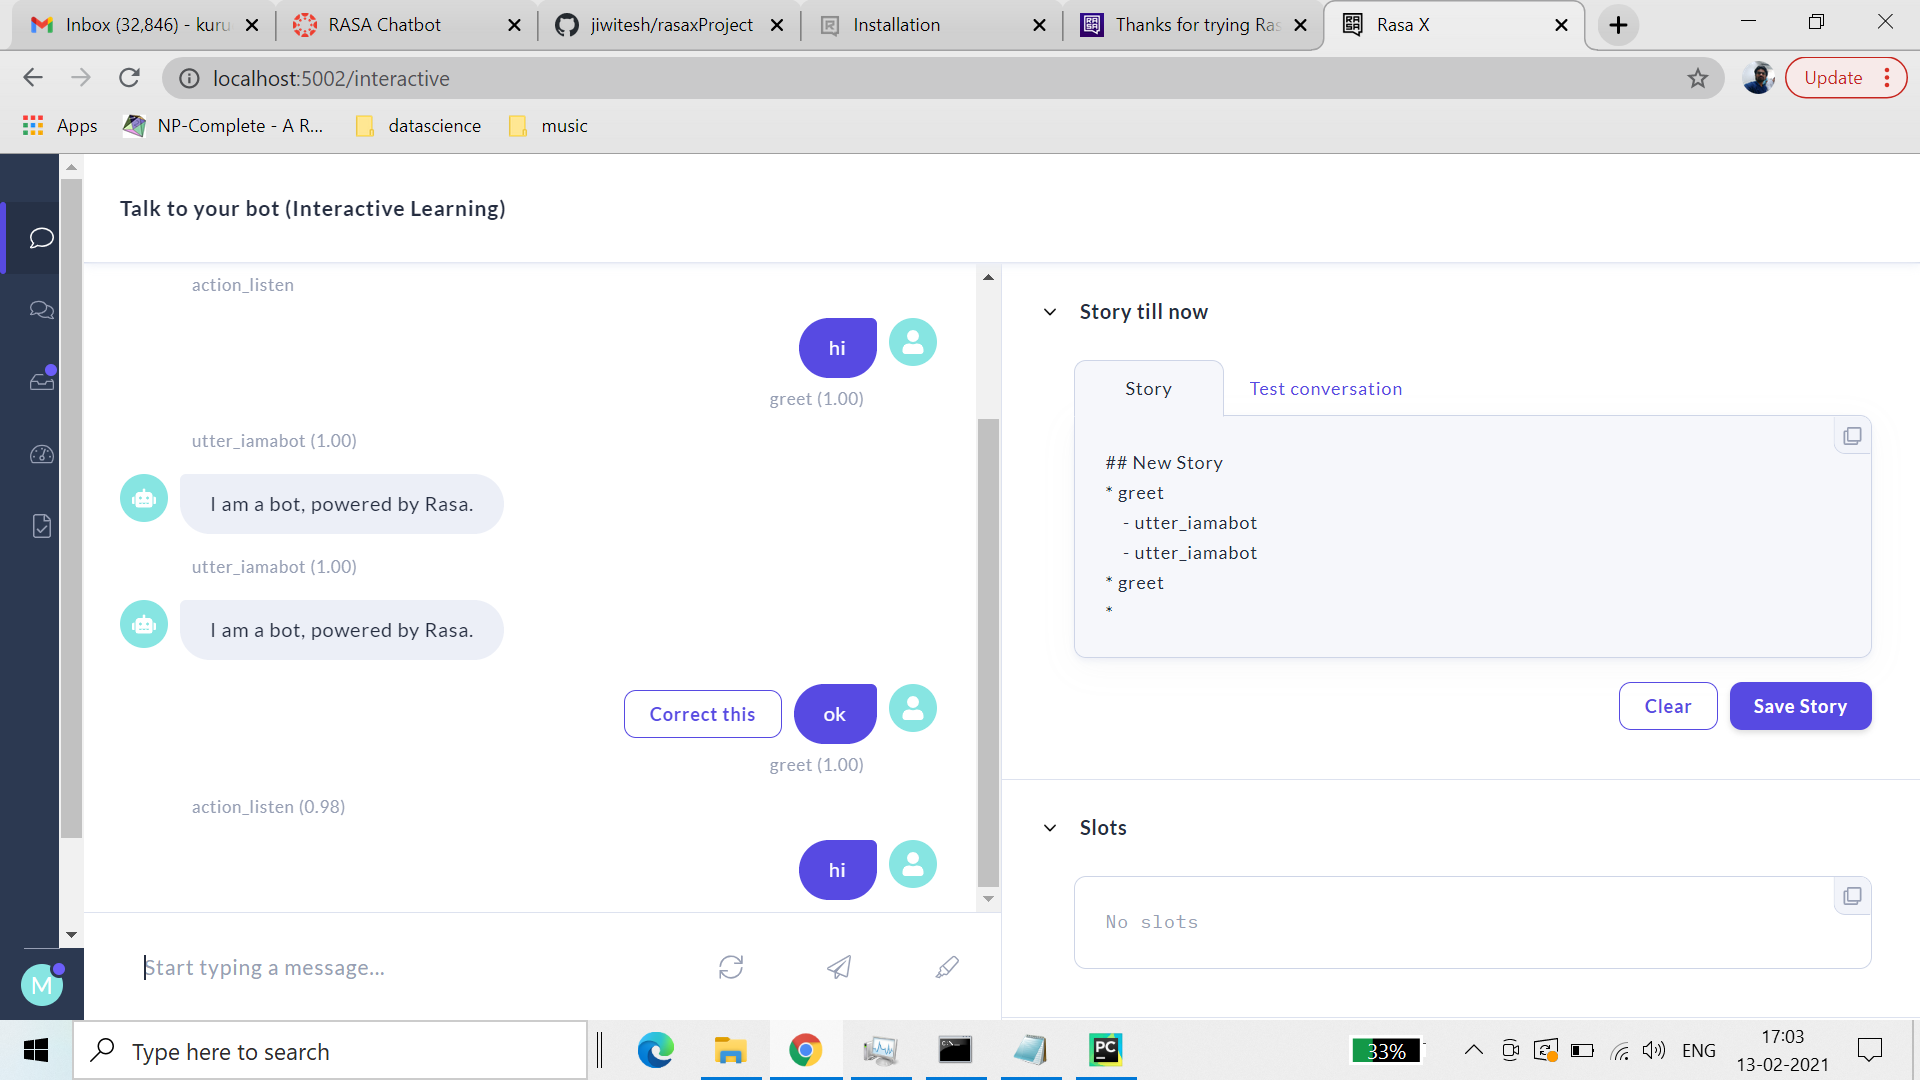 Inbox (32,846) - kuru
RASA Chatbot
jiwitesh/rasaxProject
Installation
Thanks for trying Ras
Rasa X
localhost:5002/interactive
Update
Apps
NP-Complete - A R...
datascience
music
Talk to your bot (Interactive Learning)
action_listen
hi
greet (1.00)
utter_iamabot (1.00)
I am a bot, powered by Rasa.
utter_iamabot (1.00)
I am a bot, powered by Rasa.
Correct this
ok
greet (1.00)
action_listen (0.98)
hi
Start typing a message...
Story till now
Story
Test conversation
## New Story
* greet
- utter_iamabot
- utter_iamabot
* greet
*
Clear
Save Story
Slots
No slots
M
Type here to search
PC
33%
ENG
17:03
13-02-2021